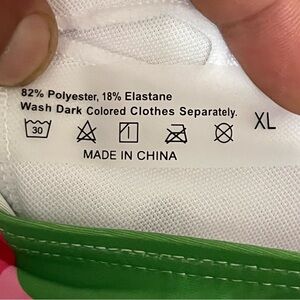 82% Polyester, 18% Elastane
Wash Dark Colored Clothes Separately.
30 XL
MADE IN CHINA